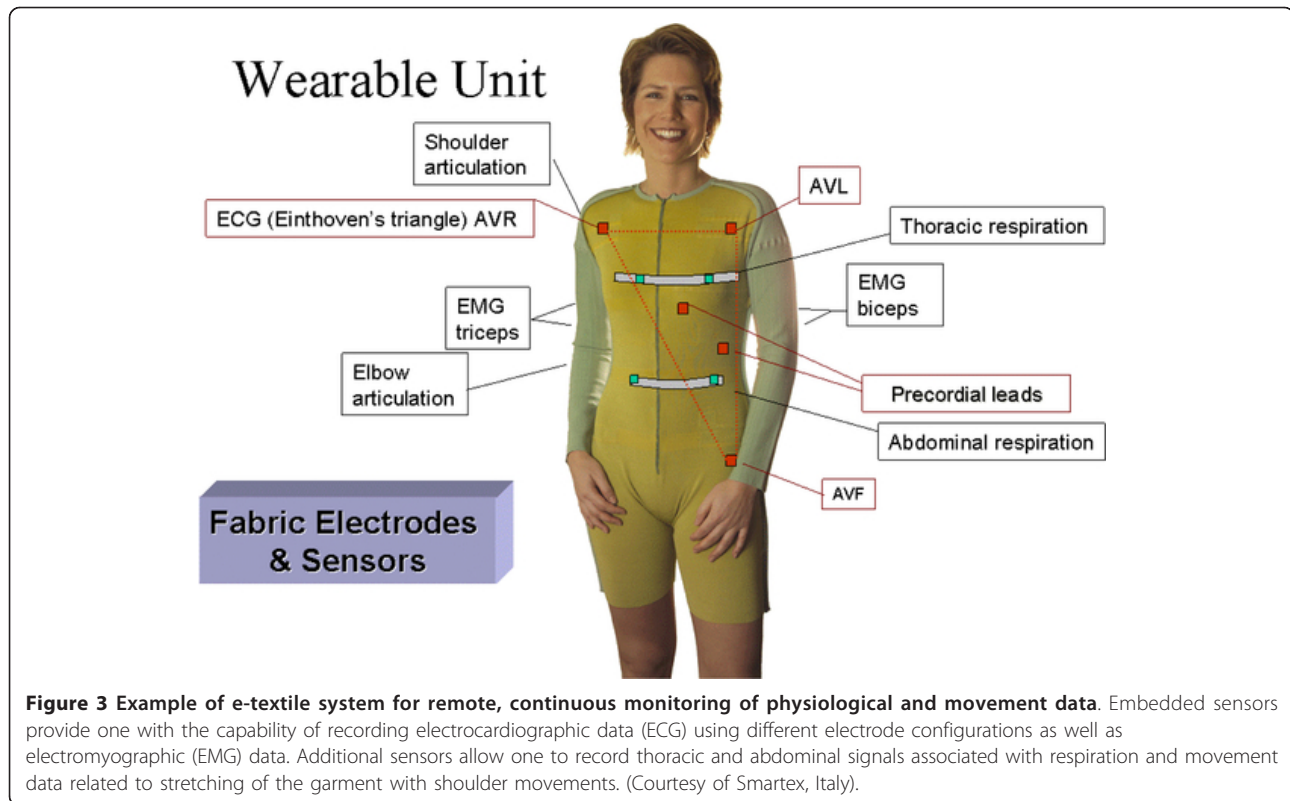 Wearable Unit
Shoulder
articulation
AVL
ECG (Einthoven's triangle) AVR
Thoracic respiration
EMG
triceps
EMG
biceps
Elbow
articulation
Precordial leads
Abdominal respiration
AVF
Fabric Electrodes
& Sensors
Figure 3 Example of e-textile system for remote, continuous monitoring of physiological and movement data. Embedded sensors
provide one with the capability of recording electrocardiographic data (ECG) using different electrode configurations as well as
electromyographic (EMG) data. Additional sensors allow one to record thoracic and abdominal signals associated with respiration and movement
data related to stretching of the garment with shoulder movements. (Courtesy of Smartex, Italy).